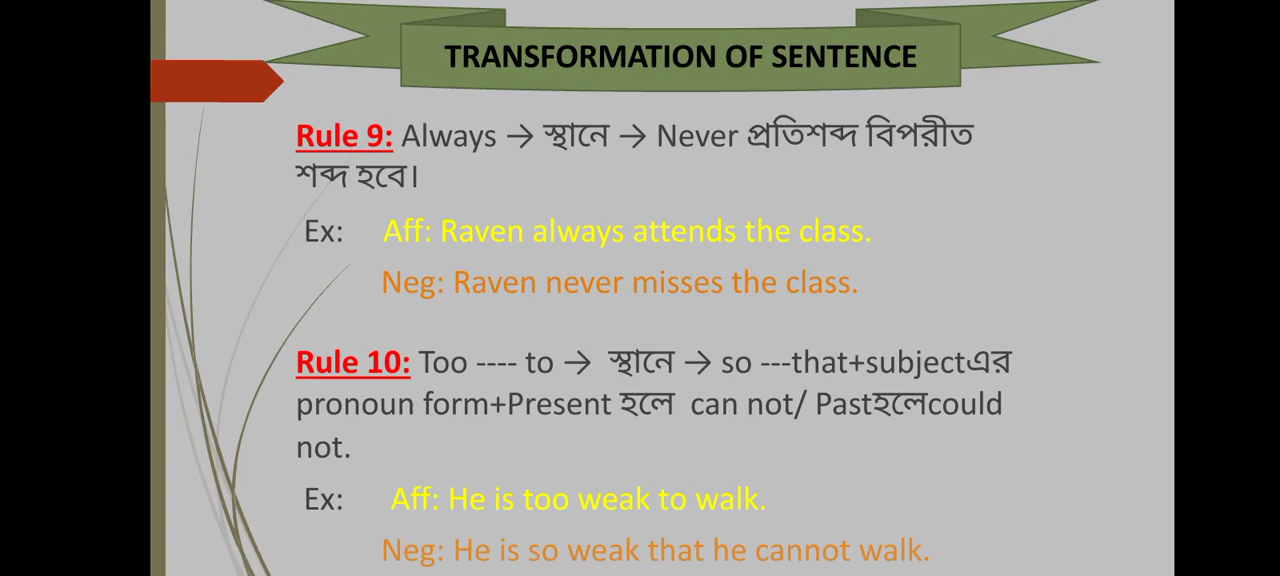 TRANSFORMATION OF SENTENCE
Rule 9: Always → স্থানে → Never প্রতিশব্দ বিপরীত
শব্দ হবে।
Ex: Aff: Raven always attends the class.
Neg: Raven never misses the class.
Rule 10: Too ---- to → স্থানে → so ---that+subjectএর
pronoun form+Present হলে can not/ Pastহলেcould
not.
Ex: Aff: He is too weak to walk.
Neg: He is so weak that he cannot walk.